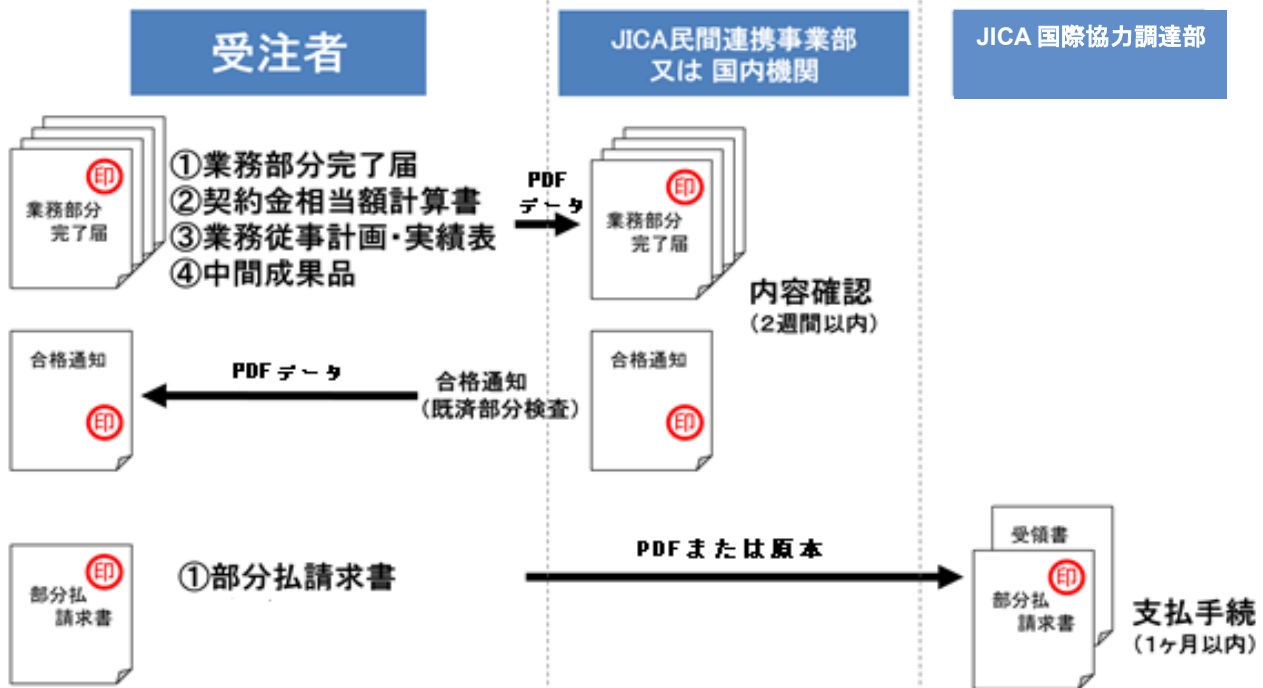 受注者
JICA民間連携事業部
又は 国内機関
JICA 国際協力調達部
印
業務部分
完了届
①業務部分完了届
②契約金相当額計算書
③業務従事計画・実績表
④中間成果品
PDF
データ
印
業務部分
完了届
内容確認
(2週間以内)
合格通知
印
PDFデータ
合格通知
(既済部分検査)
合格通知
印
印
部分払
請求書
①部分払請求書
PDFまたは原本
受領書
印
部分払
請求書
支払手続
(1ヶ月以内)